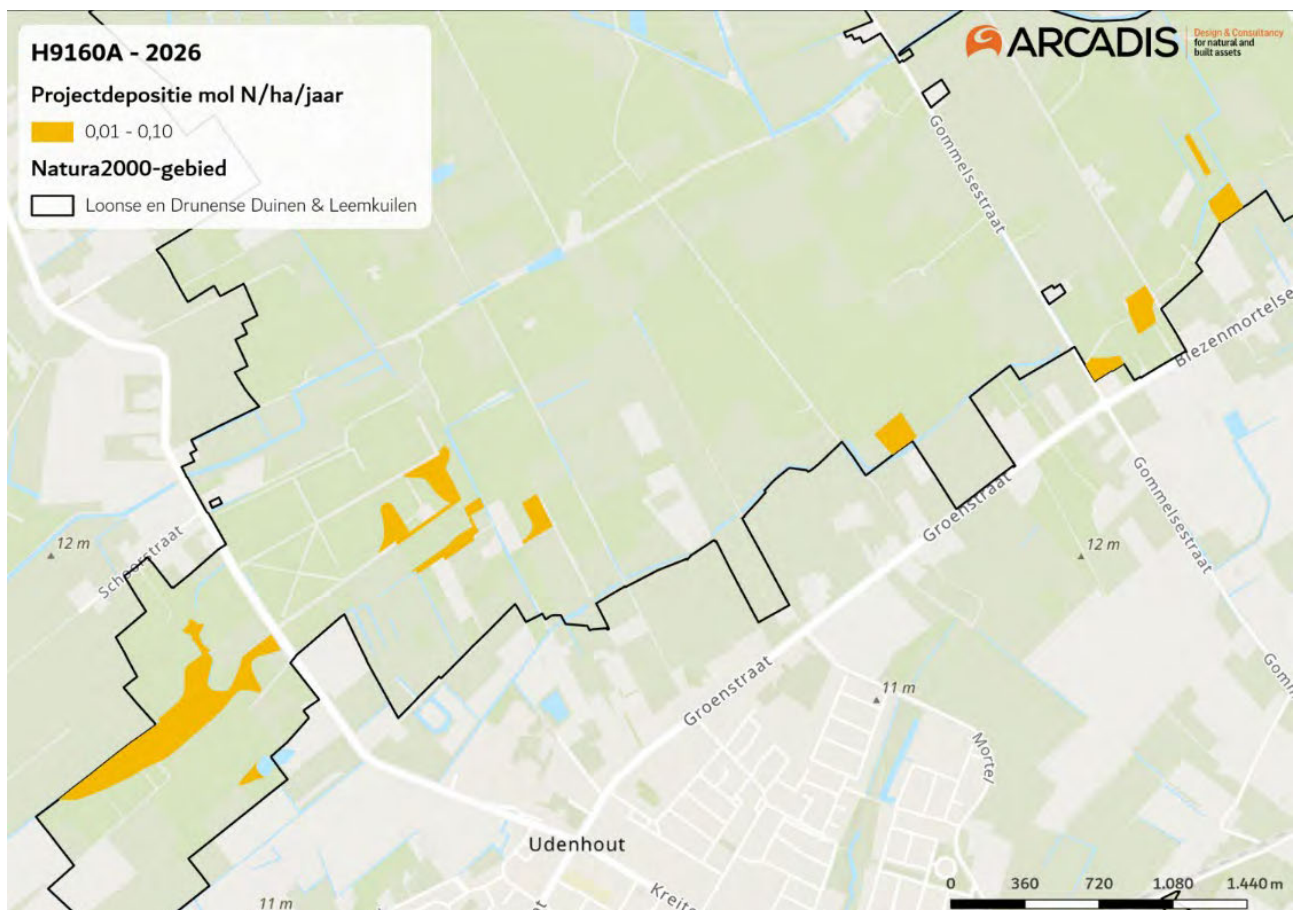 H9160A - 2026
Projectdepositie mol N/ha/jaar
0,01 - 0,10
Natura2000-gebied
Loonse en Drunense Duinen & Leemkuilen
ARCADIS
Design & Consultancy
for natural and
built assets
Gommelsestraat
Biezenmortelse
Schoorstraat
12 m
Groenstraat
12 m
Gommelsestraat
Gomm
Groenstraat
11 m
Mortel
Udenhout
Kreite
11 m
0 360 720 1.080 1.440 m